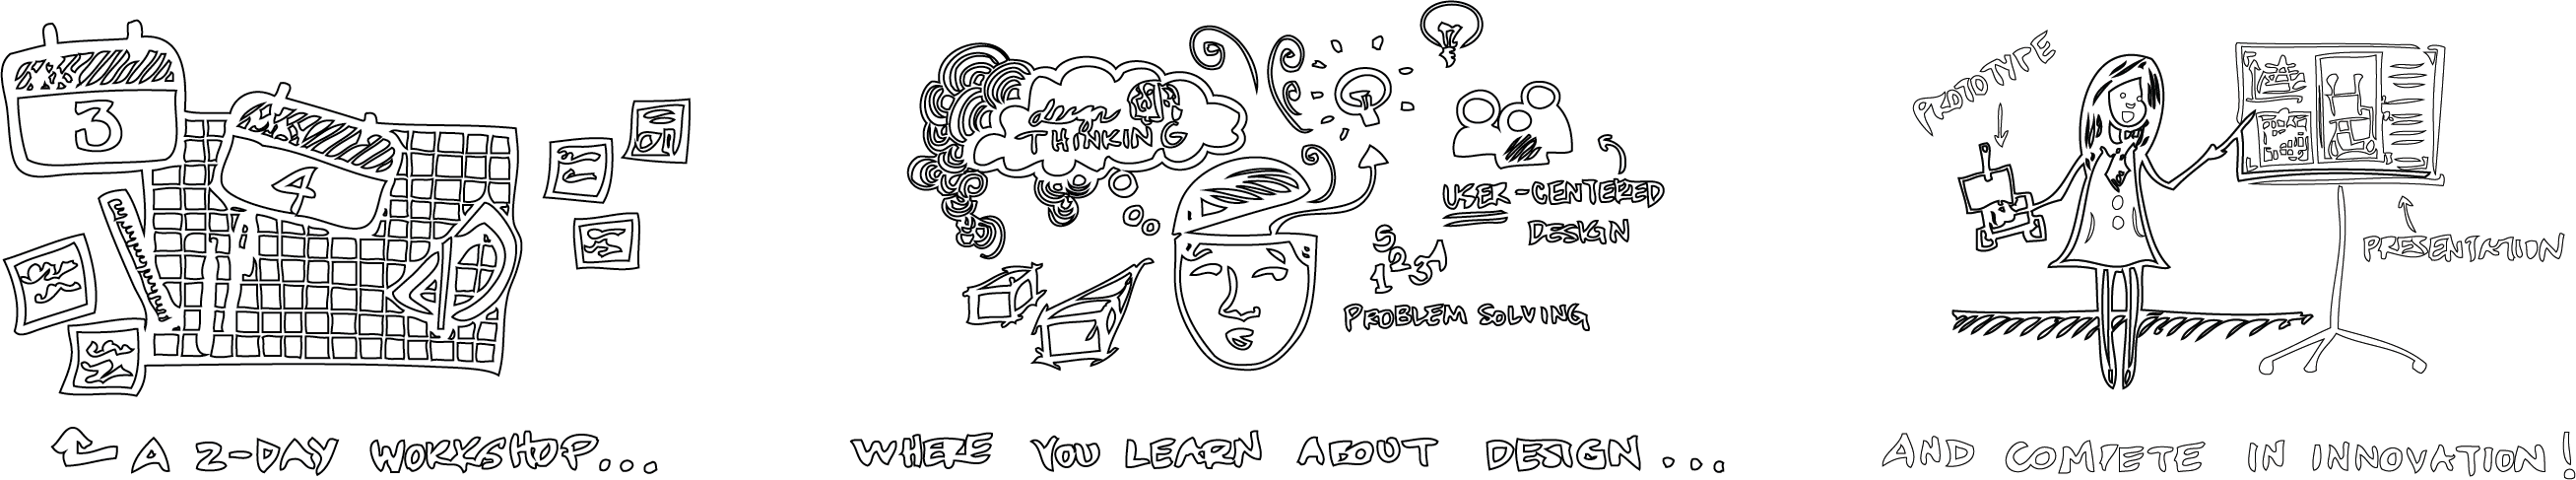 3
4
A 2-DAY WORKSHOP...
design
THINKING
USER-CENTERED
DESIGN
5
1 2 3 4
PROBLEM SOLVING
WHERE YOU LEARN ABOUT DESIGN...
PROTOTYPE
PRESENTATION
AND COMPETE IN INNOVATION!